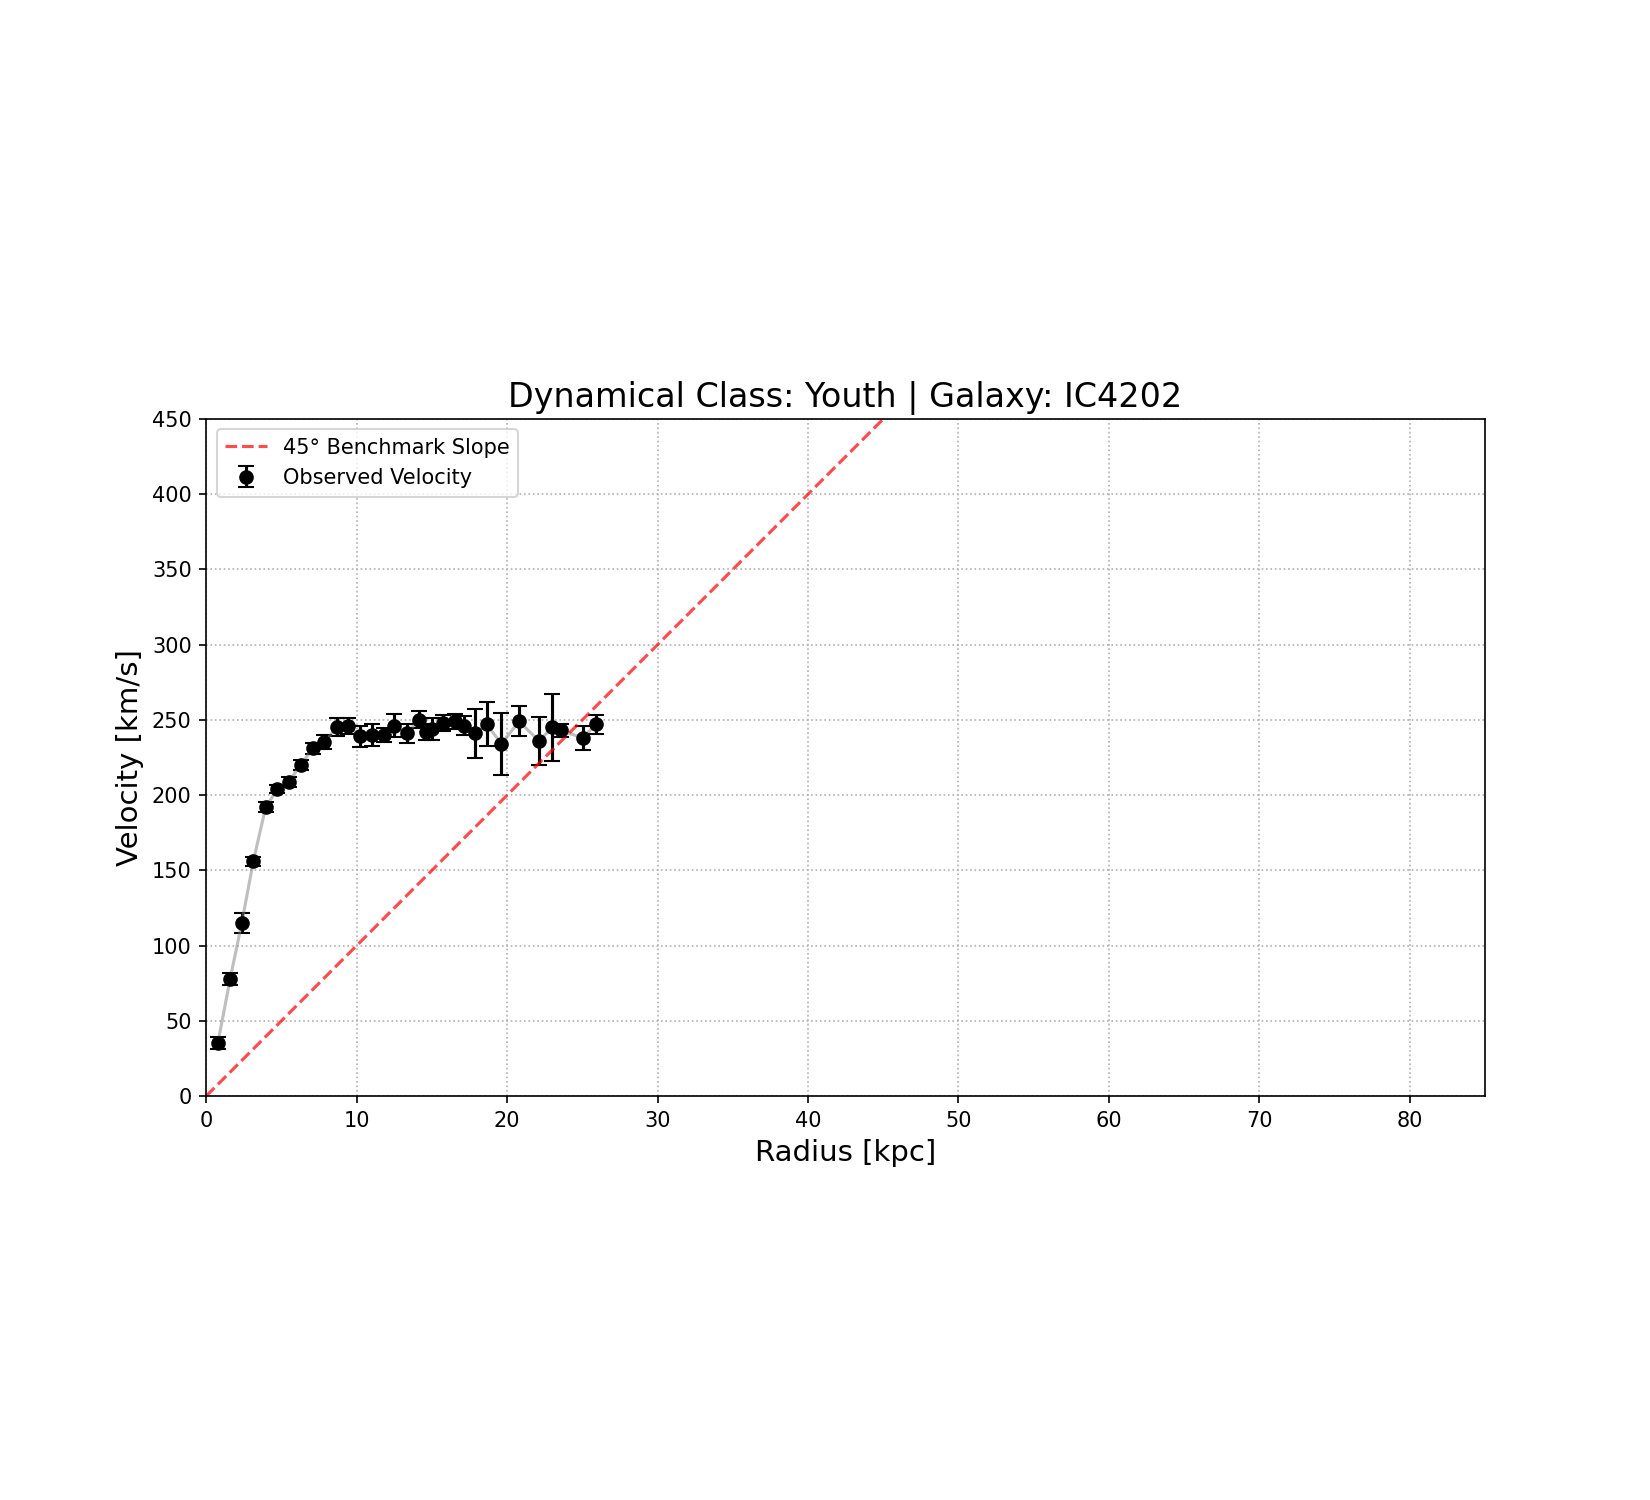 Dynamical Class: Youth | Galaxy: IC4202
45° Benchmark Slope
Observed Velocity
Velocity [km/s]
450
400
350
300
250
200
150
100
50
0
0 10 20 30 40 50 60 70 80
Radius [kpc]